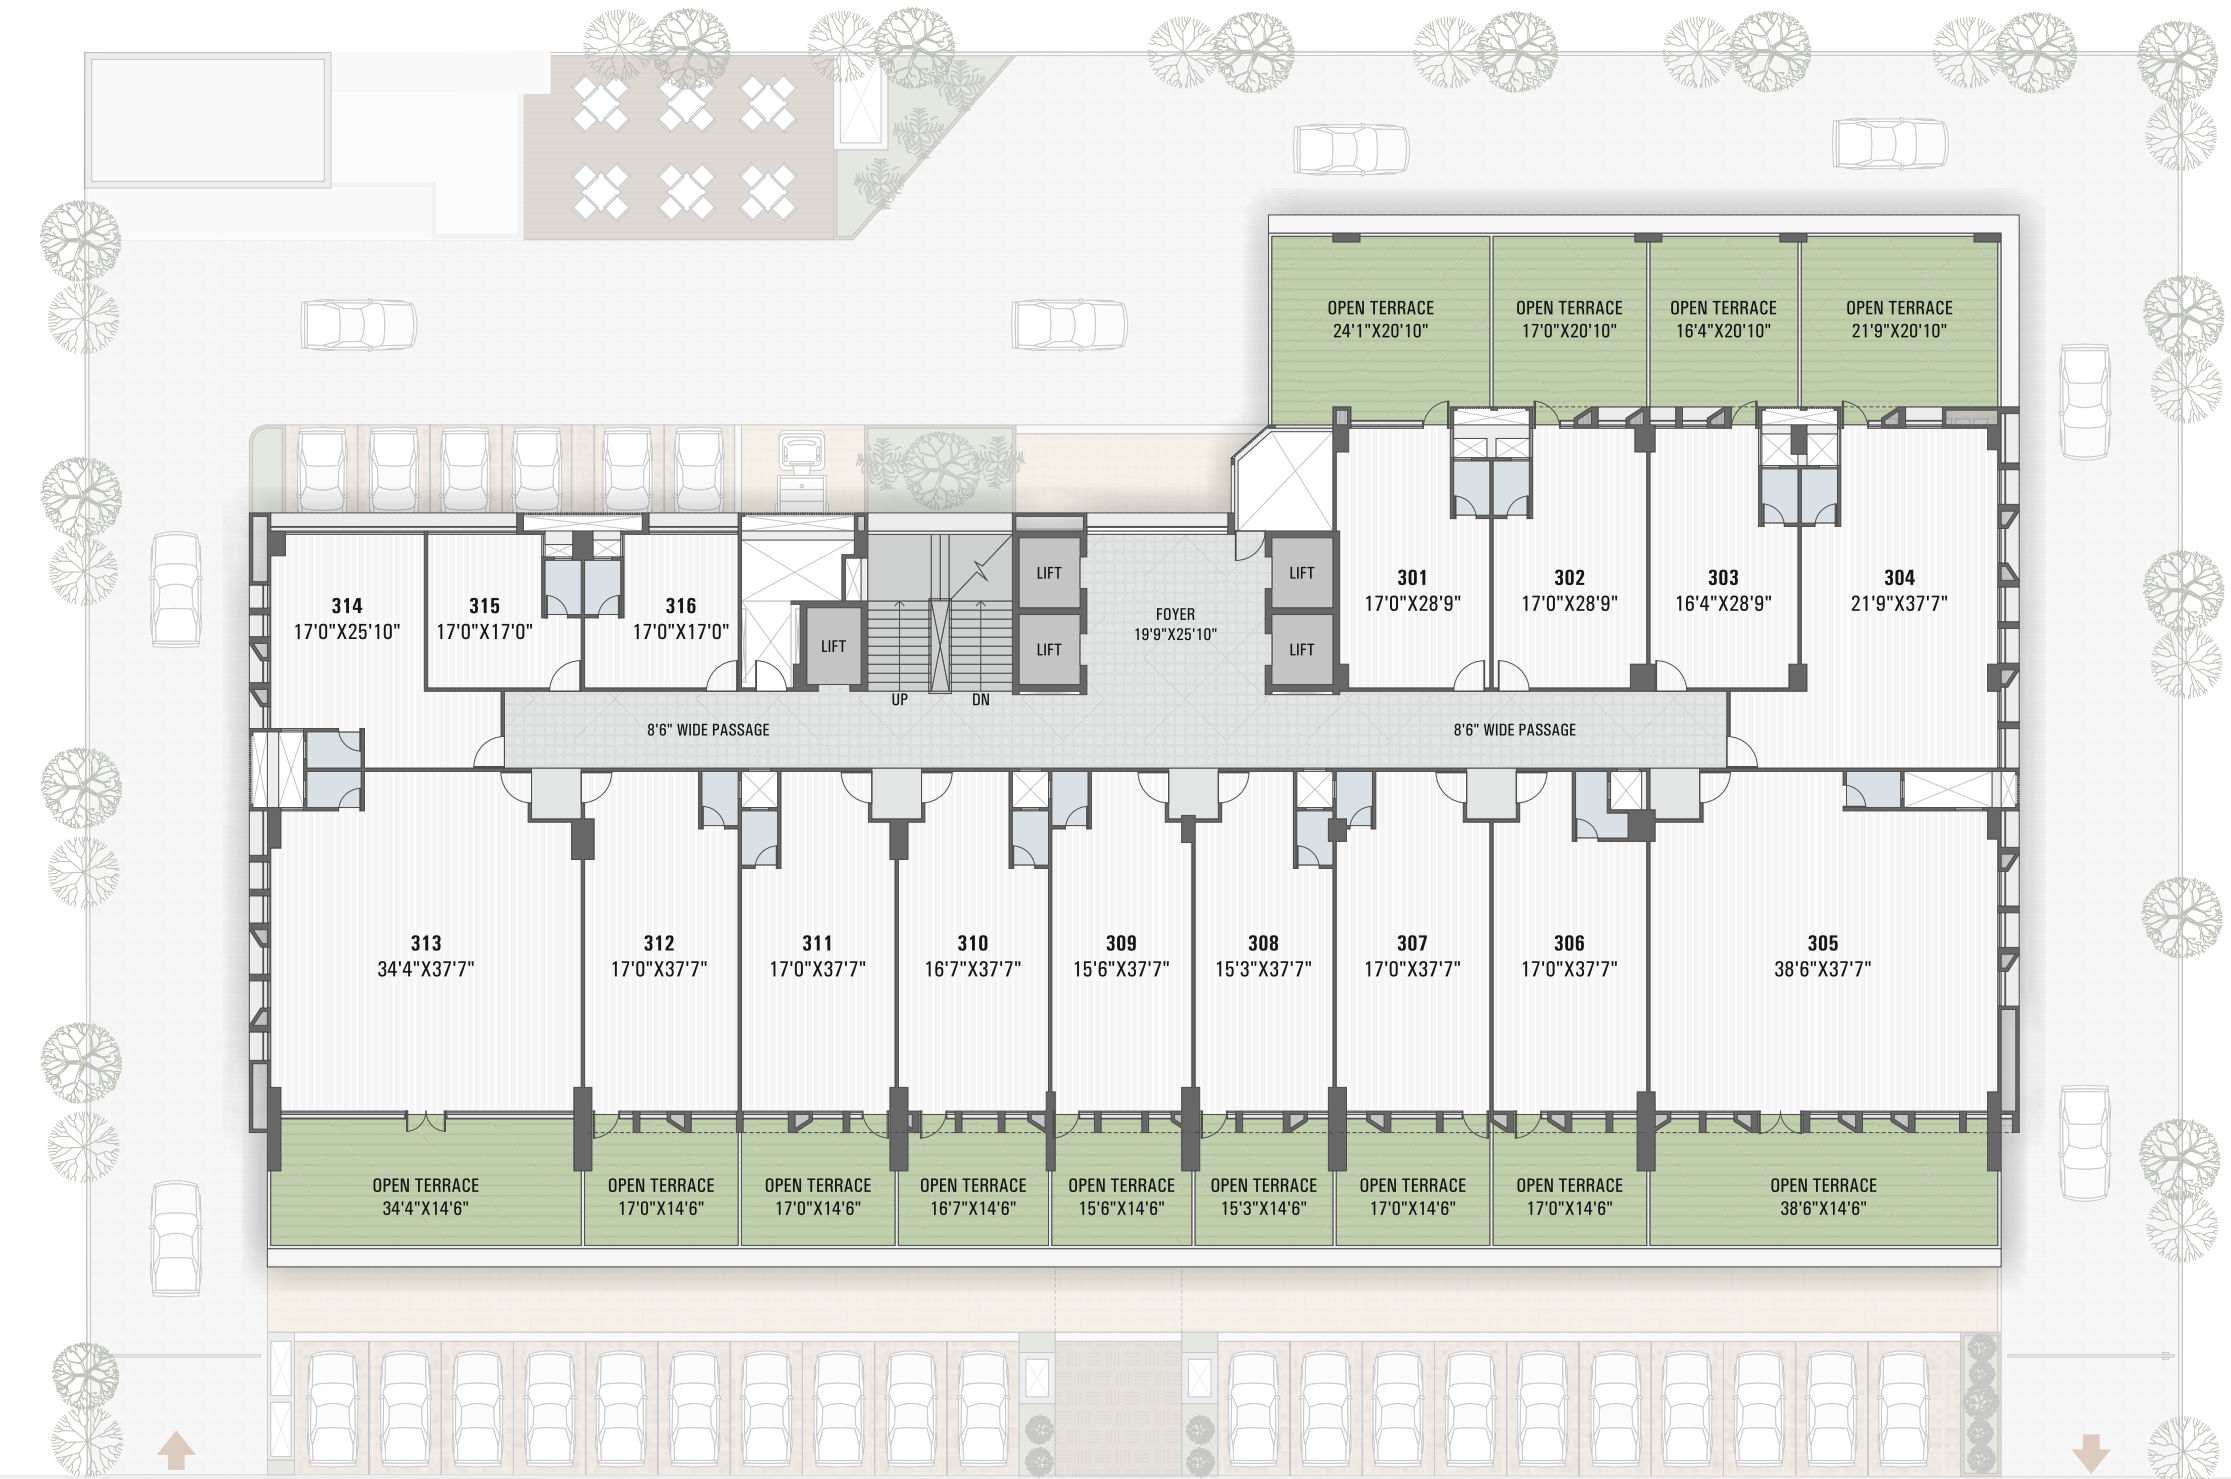 OPEN TERRACE
24'1"X20'10"
OPEN TERRACE
17'0"X20'10"
OPEN TERRACE
16'4"X20'10"
OPEN TERRACE
21'9"X20'10"
314
17'0"X25'10"
315
17'0"X17'0"
316
17'0"X17'0"
LIFT
UP
DN
LIFT
LIFT
FOYER
19'9"X25'10"
LIFT
LIFT
301
17'0"X28'9"
302
17'0"X28'9"
303
16'4"X28'9"
304
21'9"X37'7"
8'6" WIDE PASSAGE
8'6" WIDE PASSAGE
313
34'4"X37'7"
312
17'0"X37'7"
311
17'0"X37'7"
310
16'7"X37'7"
309
15'6"X37'7"
308
15'3"X37'7"
307
17'0"X37'7"
306
17'0"X37'7"
305
38'6"X37'7"
OPEN TERRACE
34'4"X14'6"
OPEN TERRACE
17'0"X14'6"
OPEN TERRACE
17'0"X14'6"
OPEN TERRACE
16'7"X14'6"
OPEN TERRACE
15'6"X14'6"
OPEN TERRACE
15'3"X14'6"
OPEN TERRACE
17'0"X14'6"
OPEN TERRACE
17'0"X14'6"
OPEN TERRACE
38'6"X14'6"